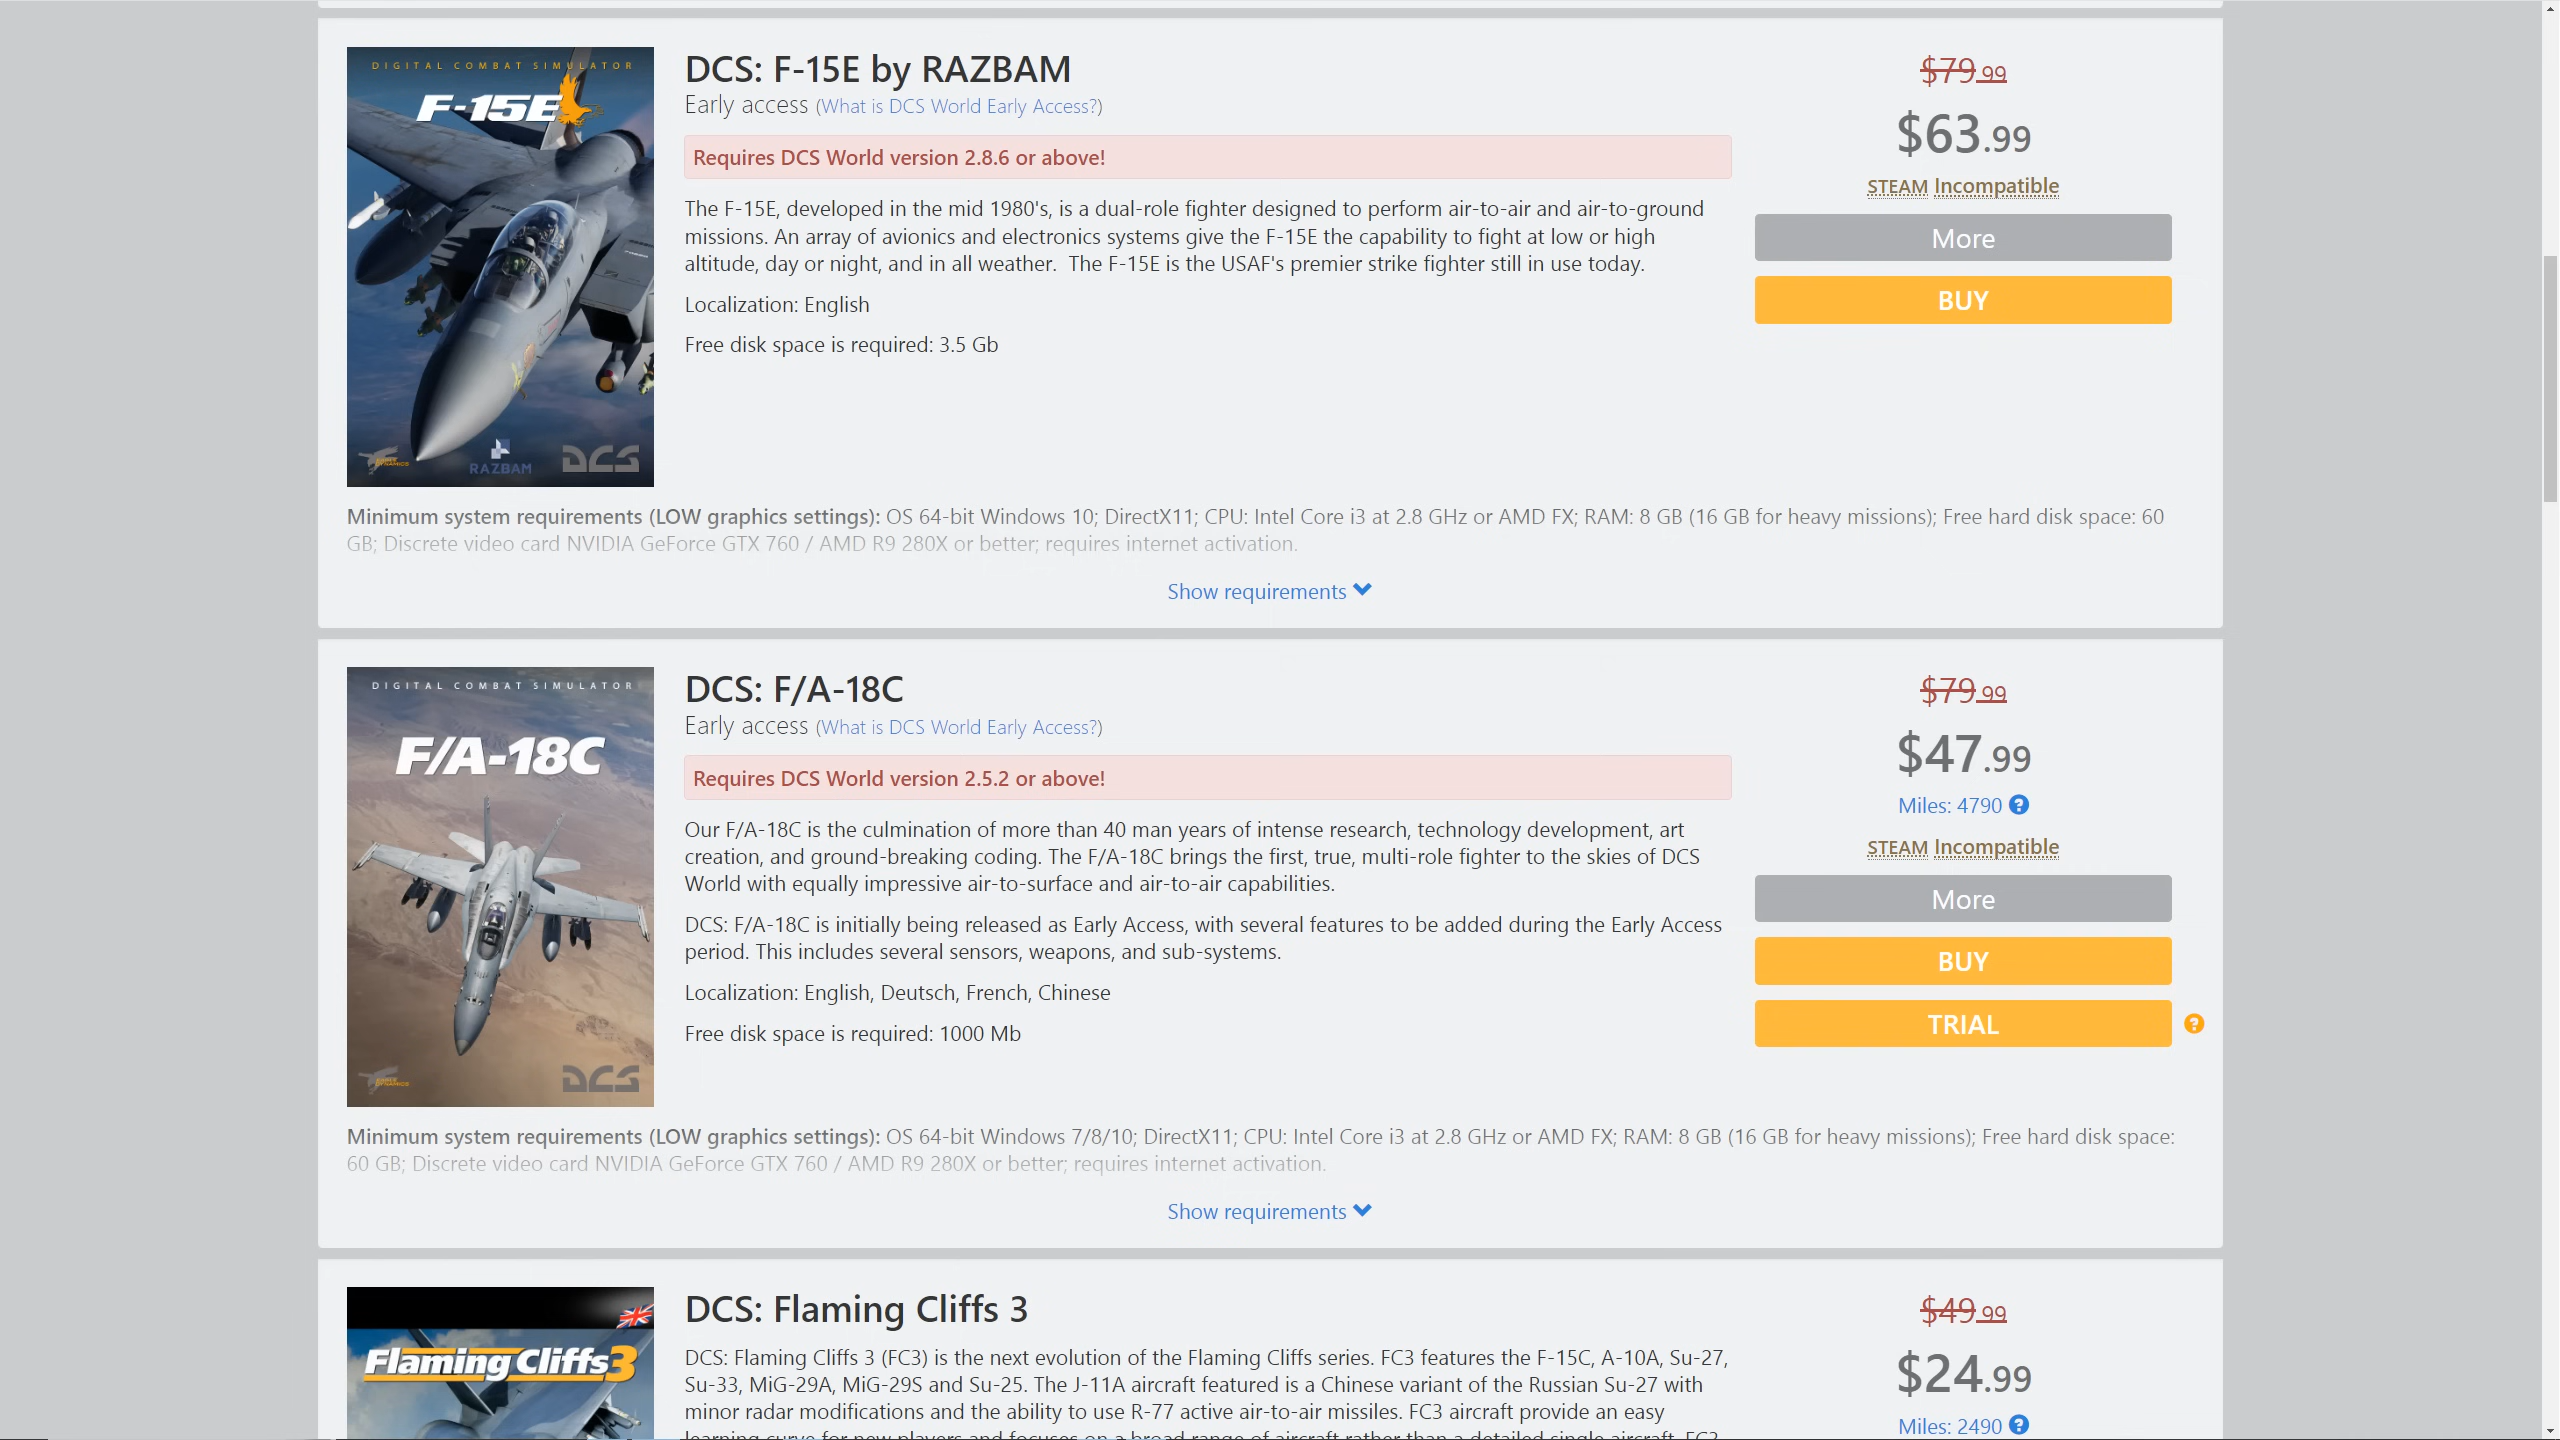 DIGITAL COMBAT SIMULATOR
F-15E
RAZBAM
DCS
DCS: F-15E by RAZBAM
Early access (What is DCS World Early Access?)
Requires DCS World version 2.8.6 or above!
The F-15E, developed in the mid 1980's, is a dual-role fighter designed to perform air-to-air and air-to-ground
missions. An array of avionics and electronics systems give the F-15E the capability to fight at low or high
altitude, day or night, and in all weather.  The F-15E is the USAF's premier strike fighter still in use today.
Localization: English
Free disk space is required: 3.5 Gb
$79.99
$63.99
STEAM Incompatible
More
BUY
Minimum system requirements (LOW graphics settings): OS 64-bit Windows 10; DirectX11; CPU: Intel Core i3 at 2.8 GHz or AMD FX; RAM: 8 GB (16 GB for heavy missions); Free hard disk space: 60
GB; Discrete video card NVIDIA GeForce GTX 760 / AMD R9 280X or better; requires internet activation.
Show requirements
DIGITAL COMBAT SIMULATOR
F/A-18C
DCS
DCS: F/A-18C
Early access (What is DCS World Early Access?)
Requires DCS World version 2.5.2 or above!
Our F/A-18C is the culmination of more than 40 man years of intense research, technology development, art
creation, and ground-breaking coding. The F/A-18C brings the first, true, multi-role fighter to the skies of DCS
World with equally impressive air-to-surface and air-to-air capabilities.
DCS: F/A-18C is initially being released as Early Access, with several features to be added during the Early Access
period. This includes several sensors, weapons, and sub-systems.
Localization: English, Deutsch, French, Chinese
Free disk space is required: 1000 Mb
$79.99
$47.99
Miles: 4790 ?
STEAM Incompatible
More
BUY
TRIAL ?
Minimum system requirements (LOW graphics settings): OS 64-bit Windows 7/8/10; DirectX11; CPU: Intel Core i3 at 2.8 GHz or AMD FX; RAM: 8 GB (16 GB for heavy missions); Free hard disk space:
60 GB; Discrete video card NVIDIA GeForce GTX 760 / AMD R9 280X or better; requires internet activation.
Show requirements
Flaming Cliffs 3
DCS: Flaming Cliffs 3
DCS: Flaming Cliffs 3 (FC3) is the next evolution of the Flaming Cliffs series. FC3 features the F-15C, A-10A, Su-27,
Su-33, MiG-29A, MiG-29S and Su-25. The J-11A aircraft featured is a Chinese variant of the Russian Su-27 with
minor radar modifications and the ability to use R-77 active air-to-air missiles. FC3 aircraft provide an easy
learning curve for new players and focuses on a broad range of aircraft rather than a detailed single aircraft. FC3
$49.99
$24.99
Miles: 2490 ?